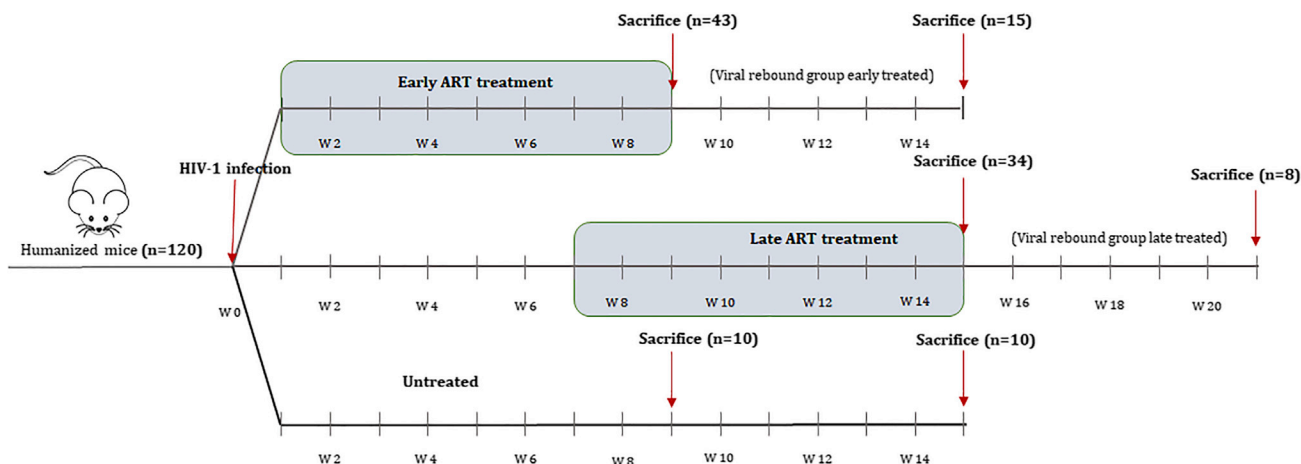 Sacrifice (n=43)
Sacrifice (n=15)
Early ART treatment
(Viral rebound group early treated)
W 2
W 4
W 6
W 8
W 10
W 12
W 14
HIV-1 infection
Sacrifice (n=34)
Sacrifice (n=8)
Humanized mice (n=120)
Late ART treatment
(Viral rebound group late treated)
W 0
W 2
W 4
W 6
W 8
W 10
W 12
W 14
W 16
W 18
W 20
Sacrifice (n=10)
Sacrifice (n=10)
Untreated
W 2
W 4
W 6
W 8
W 10
W 12
W 14